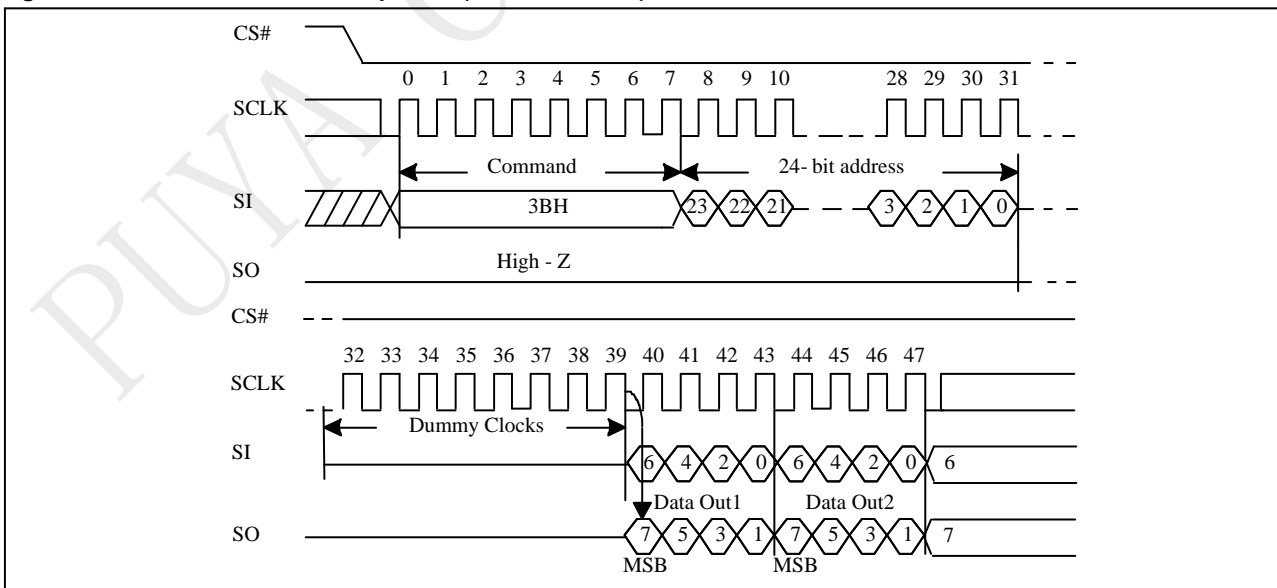 CS#
0 1 2 3 4 5 6 7 8 9 10 28 29 30 31
SCLK
Command 24- bit address
SI 3BH 23 22 21 3 2 1 0
High - Z
SO
CS#
32 33 34 35 36 37 38 39 40 41 42 43 44 45 46 47
SCLK
Dummy Clocks
SI 6 4 2 0 6 4 2 0 6
Data Out1 Data Out2
SO 7 5 3 1 7 5 3 1 7
MSB MSB
PUYA